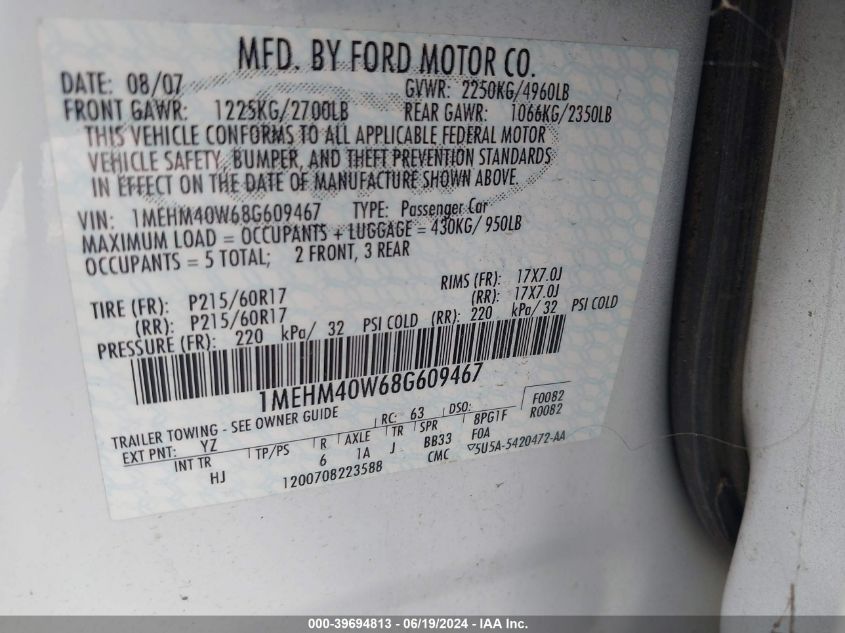 MFD. BY FORD MOTOR CO.
DATE: 08/07 GVWR: 2250KG/4960LB
FRONT GAWR: 1225KG/2700LB REAR GAWR: 1066KG/2350LB
THIS VEHICLE CONFORMS TO ALL APPLICABLE FEDERAL MOTOR
VEHICLE SAFETY, BUMPER, AND THEFT PREVENTION STANDARDS
IN EFFECT ON THE DATE OF MANUFACTURE SHOWN ABOVE.
VIN: 1MEHM40W68G609467 TYPE: Passenger Car
MAXIMUM LOAD = OCCUPANTS + LUGGAGE = 430KG/ 950LB
OCCUPANTS = 5 TOTAL; 2 FRONT, 3 REAR
TIRE (FR): P215/60R17 RIMS (FR): 17X7.0J
(RR): P215/60R17 (RR): 17X7.0J
PRESSURE (FR): 220 kPa/ 32 PSI COLD (RR): 220 kPa/ 32 PSI COLD
1MEHM40W68G609467
TRAILER TOWING - SEE OWNER GUIDE RC: 63 DSO: F0082
EXT PNT: YZ R0082
INT TR TP/PS R AXLE TR SPR 8PG1F
HJ 6 1A J BB33 F0A
1200708223588 CMC ▽5U5A-5420472-AA
000-39694813 - 06/19/2024 - IAA Inc.